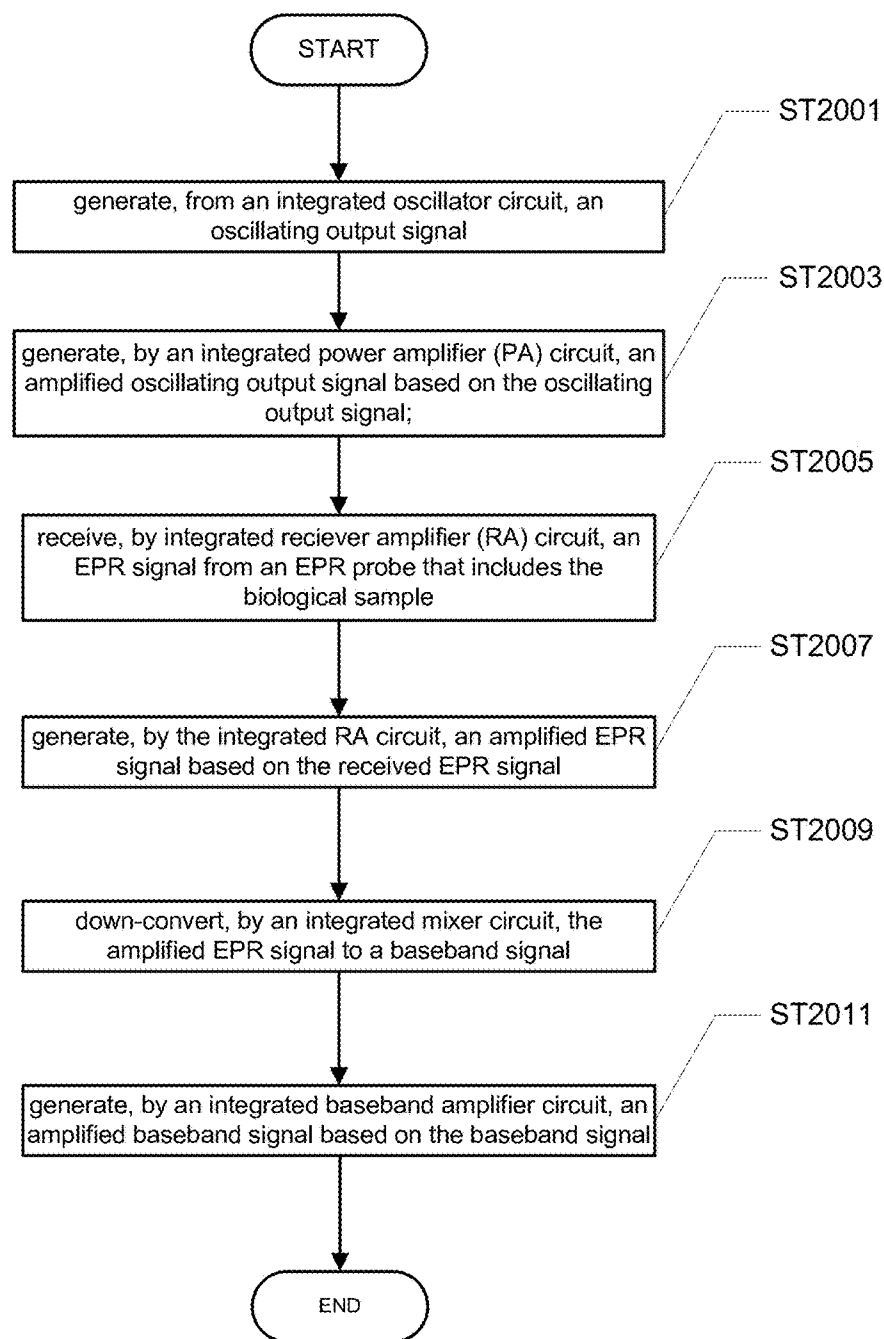 START
ST2001
generate, from an integrated oscillator circuit, an
oscillating output signal
ST2003
generate, by an integrated power amplifier (PA) circuit, an
amplified oscillating output signal based on the oscillating
output signal;
ST2005
receive, by integrated reciever amplifier (RA) circuit, an
EPR signal from an EPR probe that includes the
biological sample
ST2007
generate, by the integrated RA circuit, an amplified EPR
signal based on the received EPR signal
ST2009
down-convert, by an integrated mixer circuit, the
amplified EPR signal to a baseband signal
ST2011
generate, by an integrated baseband amplifier circuit, an
amplified baseband signal based on the baseband signal
END